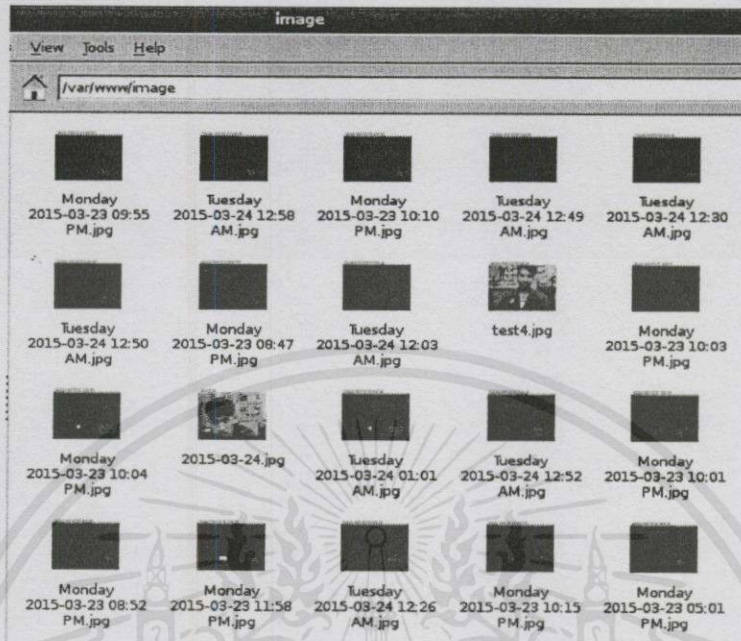 image
View Tools Help
/var/www/image
Monday Tuesday Monday Tuesday Tuesday
2015-03-23 09:55 2015-03-24 12:58 2015-03-23 10:10 2015-03-24 12:49 2015-03-24 12:30
PM.jpg AM.jpg PM.jpg AM.jpg AM.jpg
Tuesday Monday Tuesday test4.jpg Monday
2015-03-24 12:50 2015-03-23 08:47 2015-03-24 12:03 2015-03-23 10:03
AM.jpg PM.jpg AM.jpg PM.jpg
Monday 2015-03-24.jpg Tuesday Tuesday Monday
2015-03-23 10:04 2015-03-24 01:01 2015-03-24 12:52 2015-03-23 10:01
PM.jpg AM.jpg AM.jpg PM.jpg
Monday Monday Tuesday Monday Monday
2015-03-23 08:52 2015-03-23 11:58 2015-03-24 12:26 2015-03-23 10:15 2015-03-23 05:01
PM.jpg PM.jpg AM.jpg PM.jpg PM.jpg